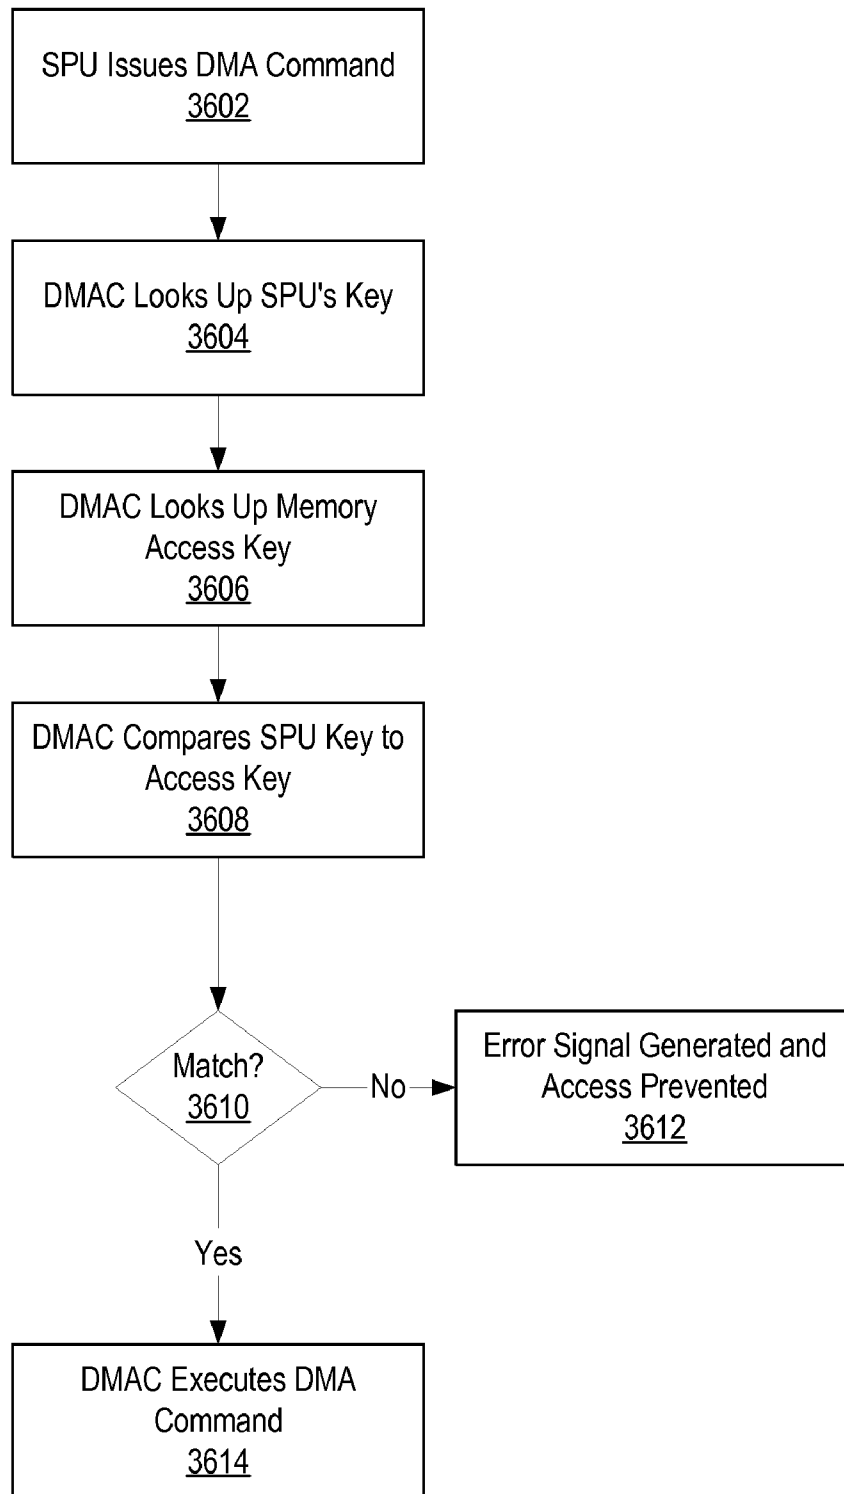 SPU Issues DMA Command
3602
DMAC Looks Up SPU's Key
3604
DMAC Looks Up Memory
Access Key
3606
DMAC Compares SPU Key to
Access Key
3608
Match?
3610
No
Error Signal Generated and
Access Prevented
3612
Yes
DMAC Executes DMA
Command
3614